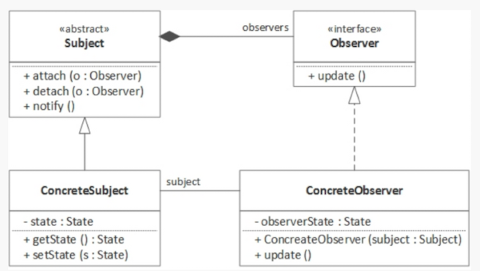 «abstract»
Subject
+ attach (o : Observer)
+ detach (o : Observer)
+ notify ()
observers
«interface»
Observer
+ update ()
ConcreteSubject
- state : State
+ getState () : State
+ setState (s : State)
subject
ConcreteObserver
- observerState : State
+ ConcreateObserver (subject : Subject)
+ update ()